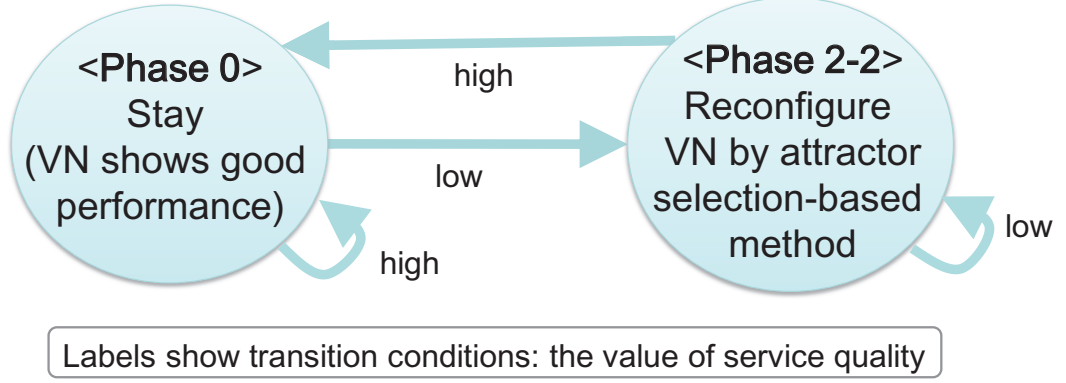 <Phase 0>
Stay
(VN shows good
performance)
high
low
high
<Phase 2-2>
Reconfigure
VN by attractor
selection-based
method
low
Labels show transition conditions: the value of service quality